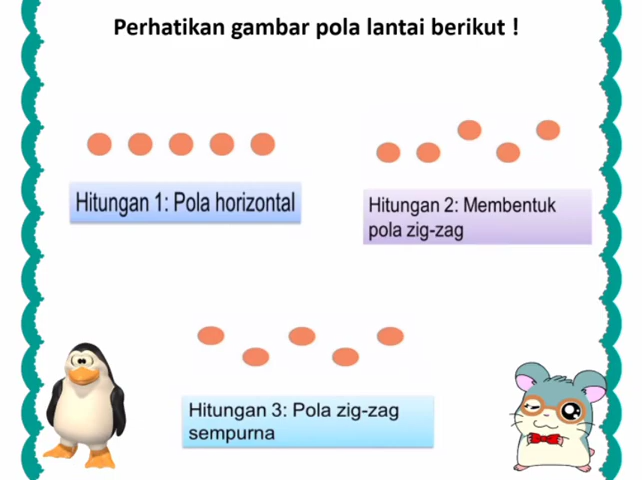 Perhatikan gambar pola lantai berikut !
Hitungan 1: Pola horizontal
Hitungan 2: Membentuk
pola zig-zag
Hitungan 3: Pola zig-zag
sempurna